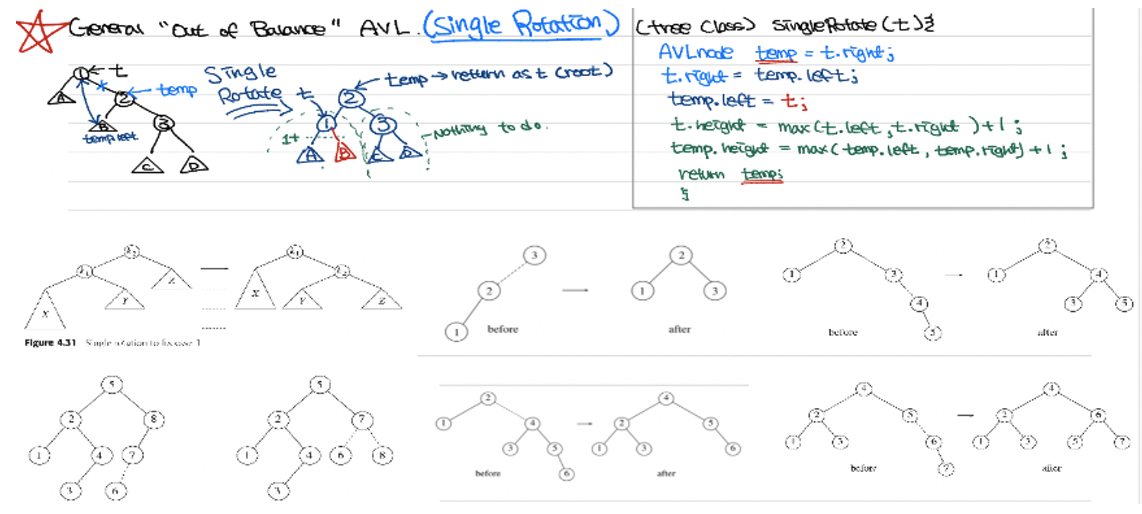 General "Out of Balance" AVL. (Single Rotation)
(tree class) singleRotate(t){
AVLnode temp = t.right;
t.right = temp.left;
temp.left = t;
t.height = max(t.left, t.right)+1;
temp.height = max(temp.left, temp.right)+1;
return temp;
}
1 t
A 2 temp
B 3
temp.left
C D
Single
Rotate t
temp → return as t (root)
2
1 3
1t
Nothing to do.
A B C D
k2
k1
X Y Z
k1
k2
X Y Z
Figure 4.31 Single rotation to fix case 1
3
2
1
before
2
1 3
after
2
1 3
4
5
before
2
1 4
3 5
after
5
2 8
1 4 7
3 6
5
2 7
1 4 6 8
3
2
1 4
3 5
6
before
4
2 5
1 3 6
after
4
2 5
1 3 6
7
before
4
2 6
1 3 5 7
after